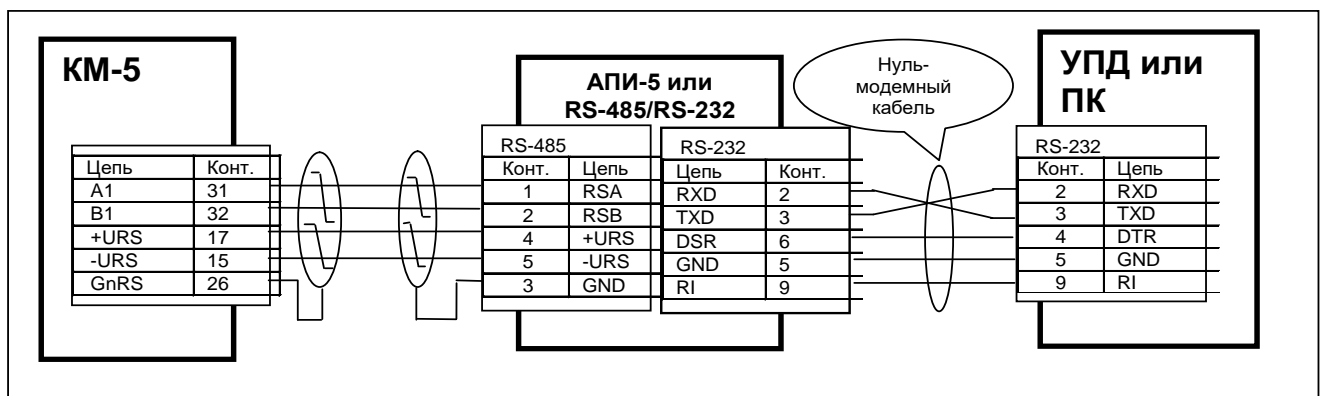 КМ-5
Цепь Конт.
A1 31
B1 32
+URS 17
-URS 15
GnRS 26
АПИ-5 или
RS-485/RS-232
RS-485
Конт. Цепь
1 RSA
2 RSB
4 +URS
5 -URS
3 GND
RS-232
Цепь Конт.
RXD 2
TXD 3
DSR 6
GND 5
RI 9
Нуль-
модемный
кабель
УПД или
ПК
RS-232
Конт. Цепь
2 RXD
3 TXD
4 DTR
5 GND
9 RI